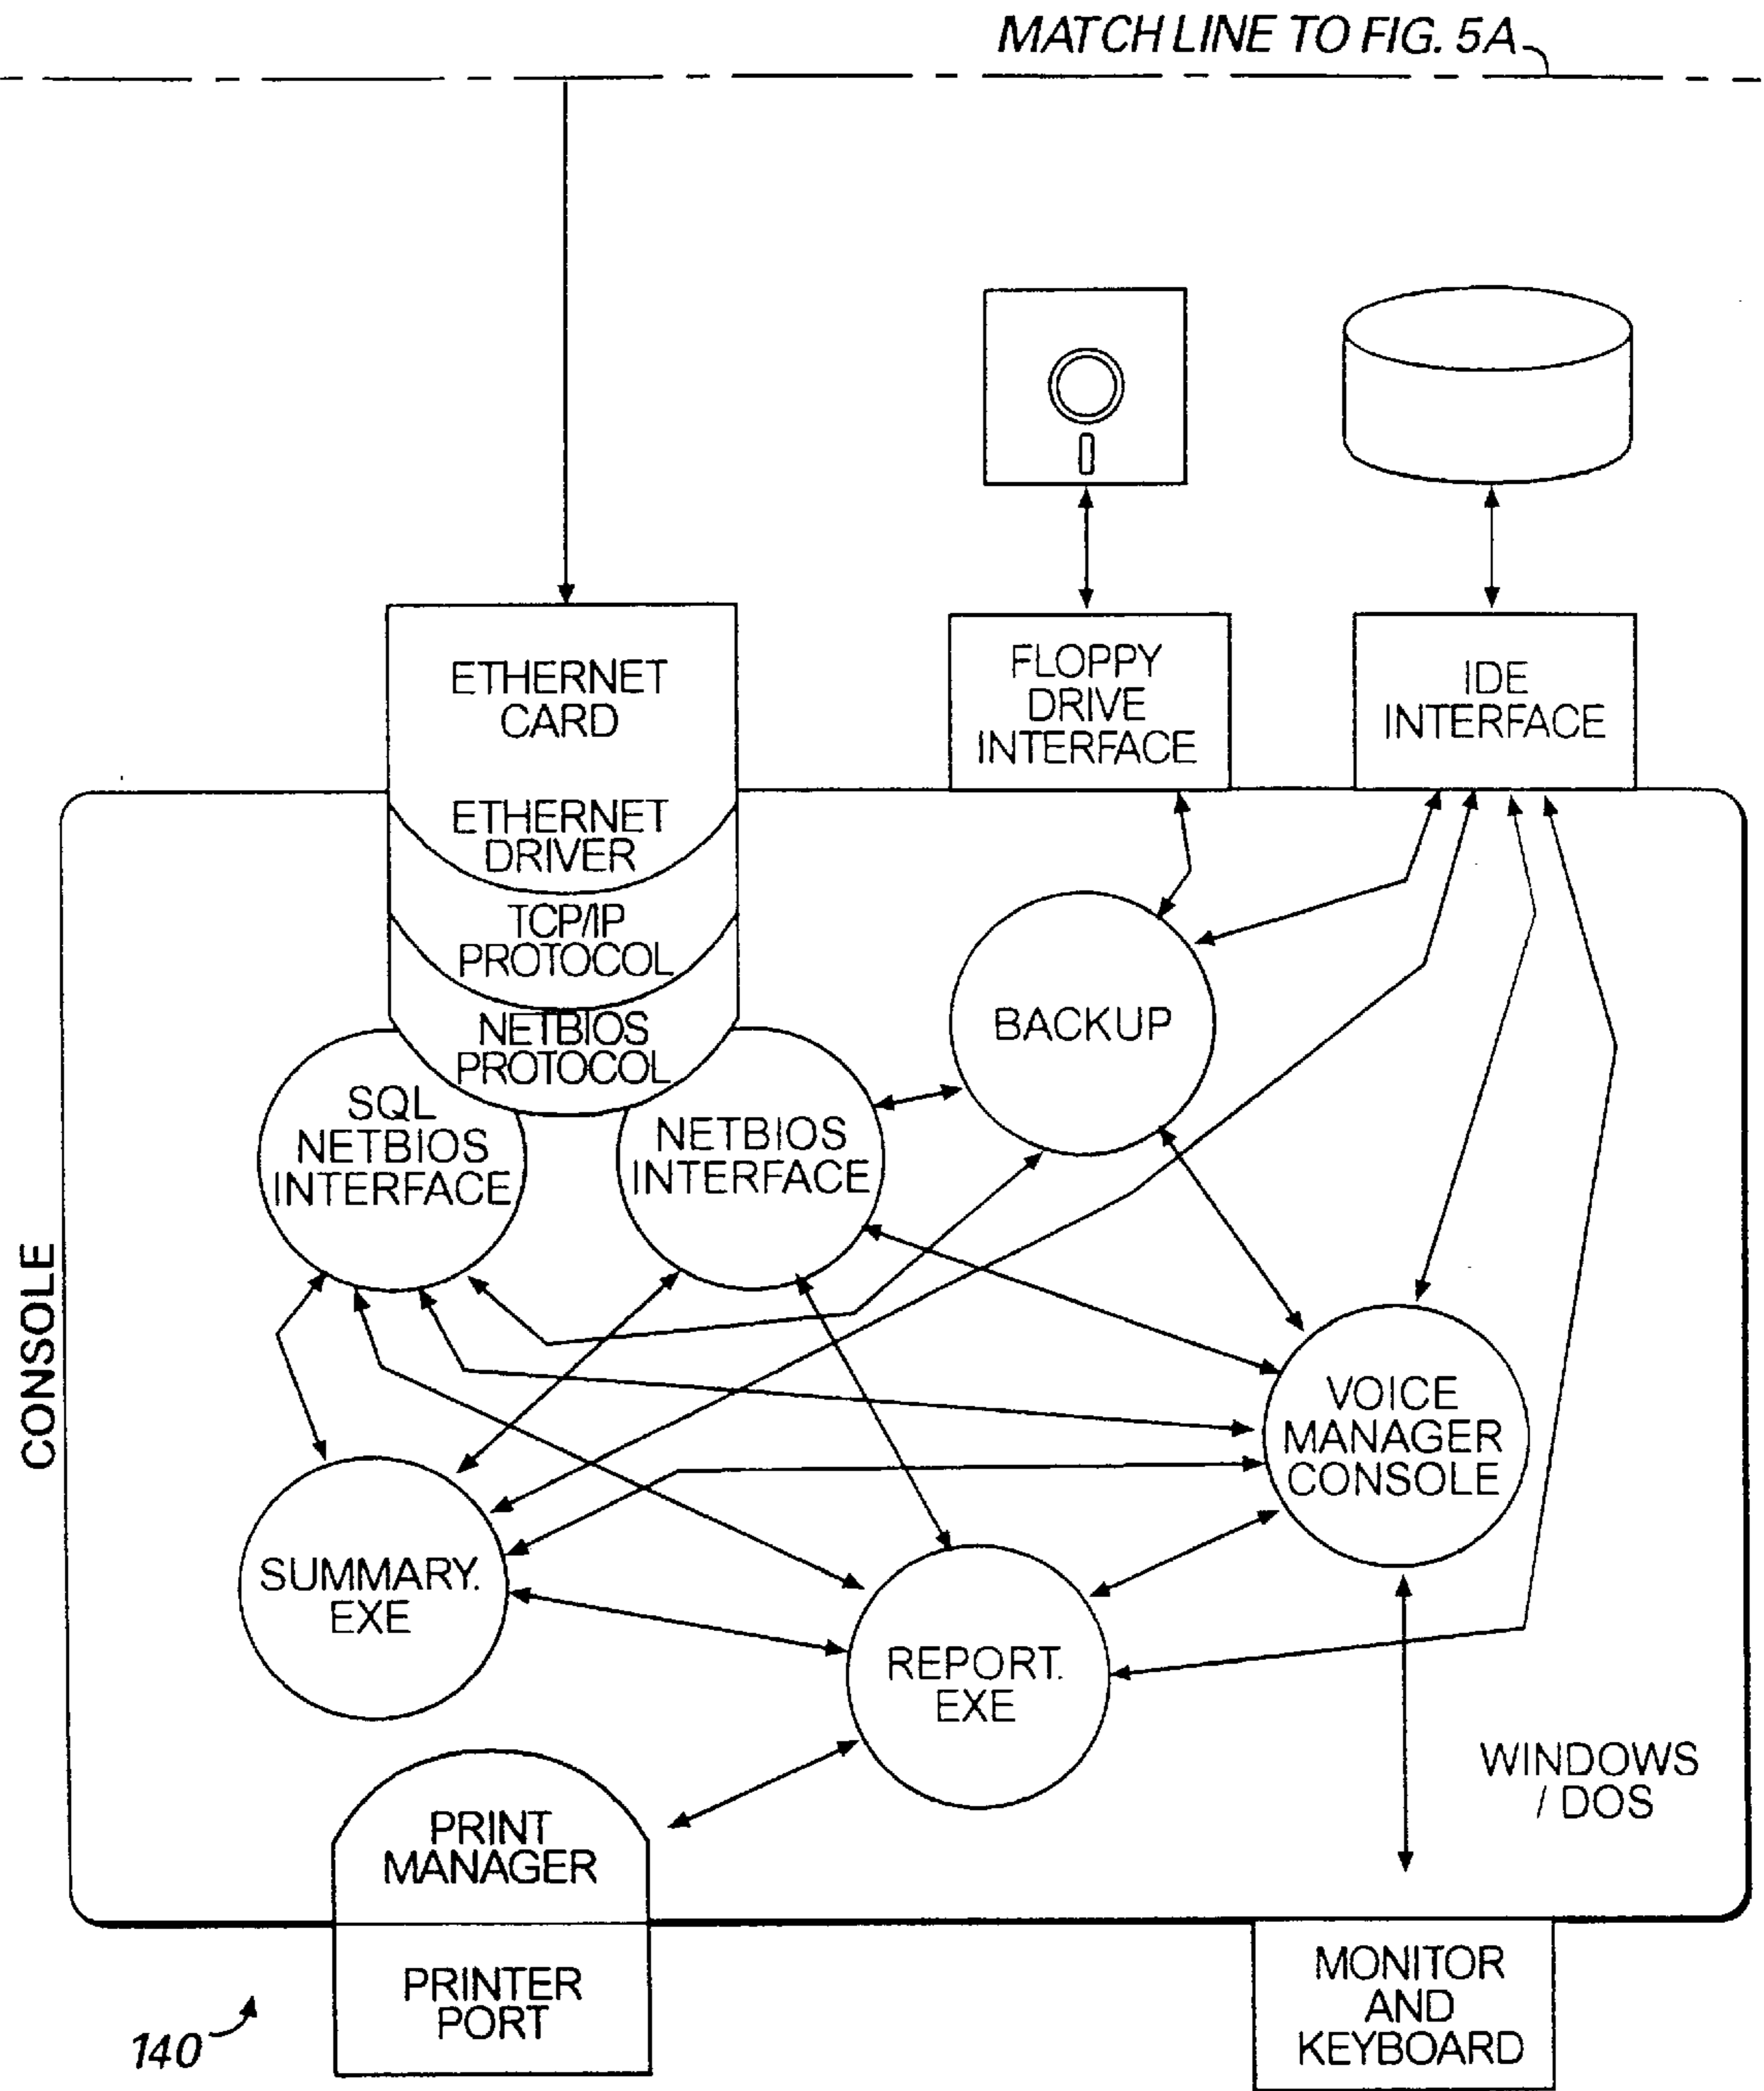 MATCH LINE TO FIG. 5A
ETHERNET
CARD
FLOPPY
DRIVE
INTERFACE
IDE
INTERFACE
ETHERNET
DRIVER
TCP/IP
PROTOCOL
NETBIOS
PROTOCOL
BACKUP
SQL
NETBIOS
INTERFACE
NETBIOS
INTERFACE
CONSOLE
VOICE
MANAGER
CONSOLE
SUMMARY.
EXE
REPORT.
EXE
WINDOWS
/ DOS
PRINT
MANAGER
PRINTER
PORT
MONITOR
AND
KEYBOARD
140